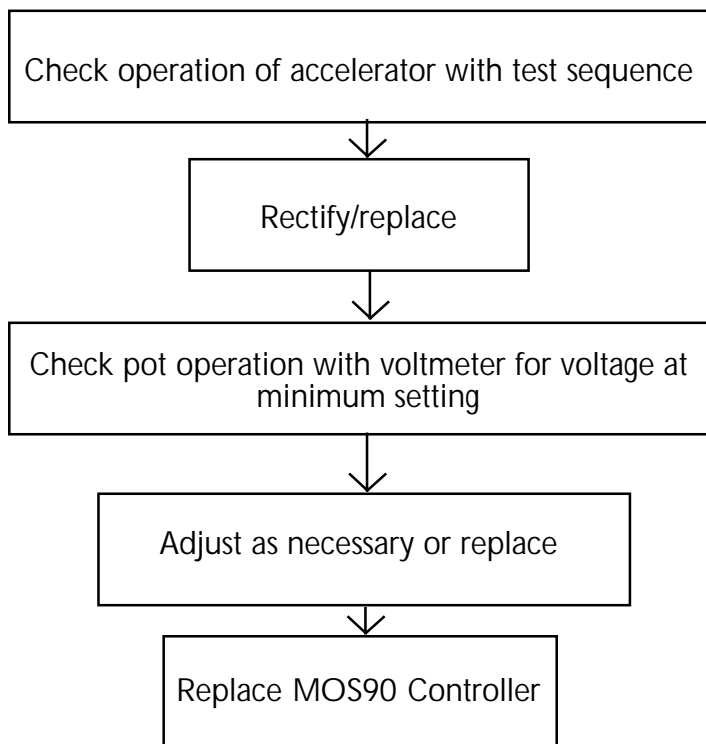 Check operation of accelerator with test sequence
Rectify/replace
Check pot operation with voltmeter for voltage at
minimum setting
Adjust as necessary or replace
Replace MOS90 Controller